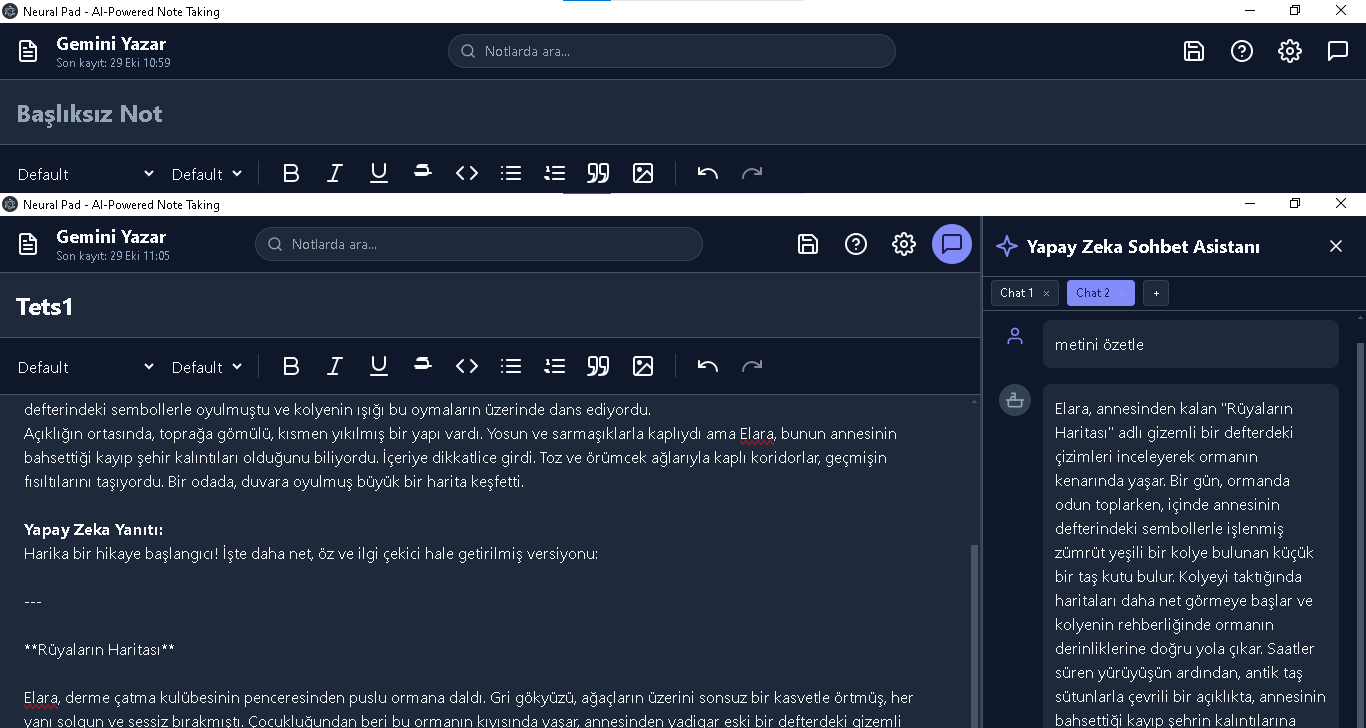 Neural Pad - AI-Powered Note Taking
Gemini Yazar
Son kayıt: 29 Eki 10:59
Notlarda ara...
Başlıksız Not
Default
Default
B
I
U
S
Neural Pad - AI-Powered Note Taking
Gemini Yazar
Son kayıt: 29 Eki 11:05
Notlarda ara...
Tets1
Default
Default
B
I
U
S
defterindeki sembollerle oyulmuştu ve kolyenin ışığı bu oymaların üzerinde dans ediyordu.
Açıklığın ortasında, toprağa gömülü, kısmen yıkılmış bir yapı vardı. Yosun ve sarmaşıklarla kaplıydı ama Elara, bunun annesinin
bahsettiği kayıp şehir kalıntıları olduğunu biliyordu. İçeriye dikkatlice girdi. Toz ve örümcek ağlarıyla kaplı koridorlar, geçmişin
fısıltılarını taşıyordu. Bir odada, duvara oyulmuş büyük bir harita keşfetti.
Yapay Zeka Yanıtı:
Harika bir hikaye başlangıcı! İşte daha net, öz ve ilgi çekici hale getirilmiş versiyonu:
---
**Rüyaların Haritası**
Elara, derme çatma kulübesinin penceresinden puslu ormana daldı. Gri gökyüzü, ağaçların üzerini sonsuz bir kasvetle örtmüş, her
yanı solgun ve sessiz bırakmıştı. Çocukluğundan beri bu ormanın kıyısında yaşar, annesinden yadigar eski bir defterdeki gizemli
Yapay Zeka Sohbet Asistanı
Chat 1 ×
Chat 2
+
metini özetle
Elara, annesinden kalan "Rüyaların
Haritası" adlı gizemli bir defterdeki
çizimleri inceleyerek ormanın
kenarında yaşar. Bir gün, ormanda
odun toplarken, içinde annesinin
defterindeki sembollerle işlenmiş
zümrüt yeşili bir kolye bulunan küçük
bir taş kutu bulur. Kolyeyi taktığında
haritaları daha net görmeye başlar ve
kolyenin rehberliğinde ormanın
derinliklerine doğru yola çıkar. Saatler
süren yürüyüşün ardından, antik taş
sütunlarla çevrili bir açıklıkta, annesinin
bahsettiği kayıp şehrin kalıntılarına